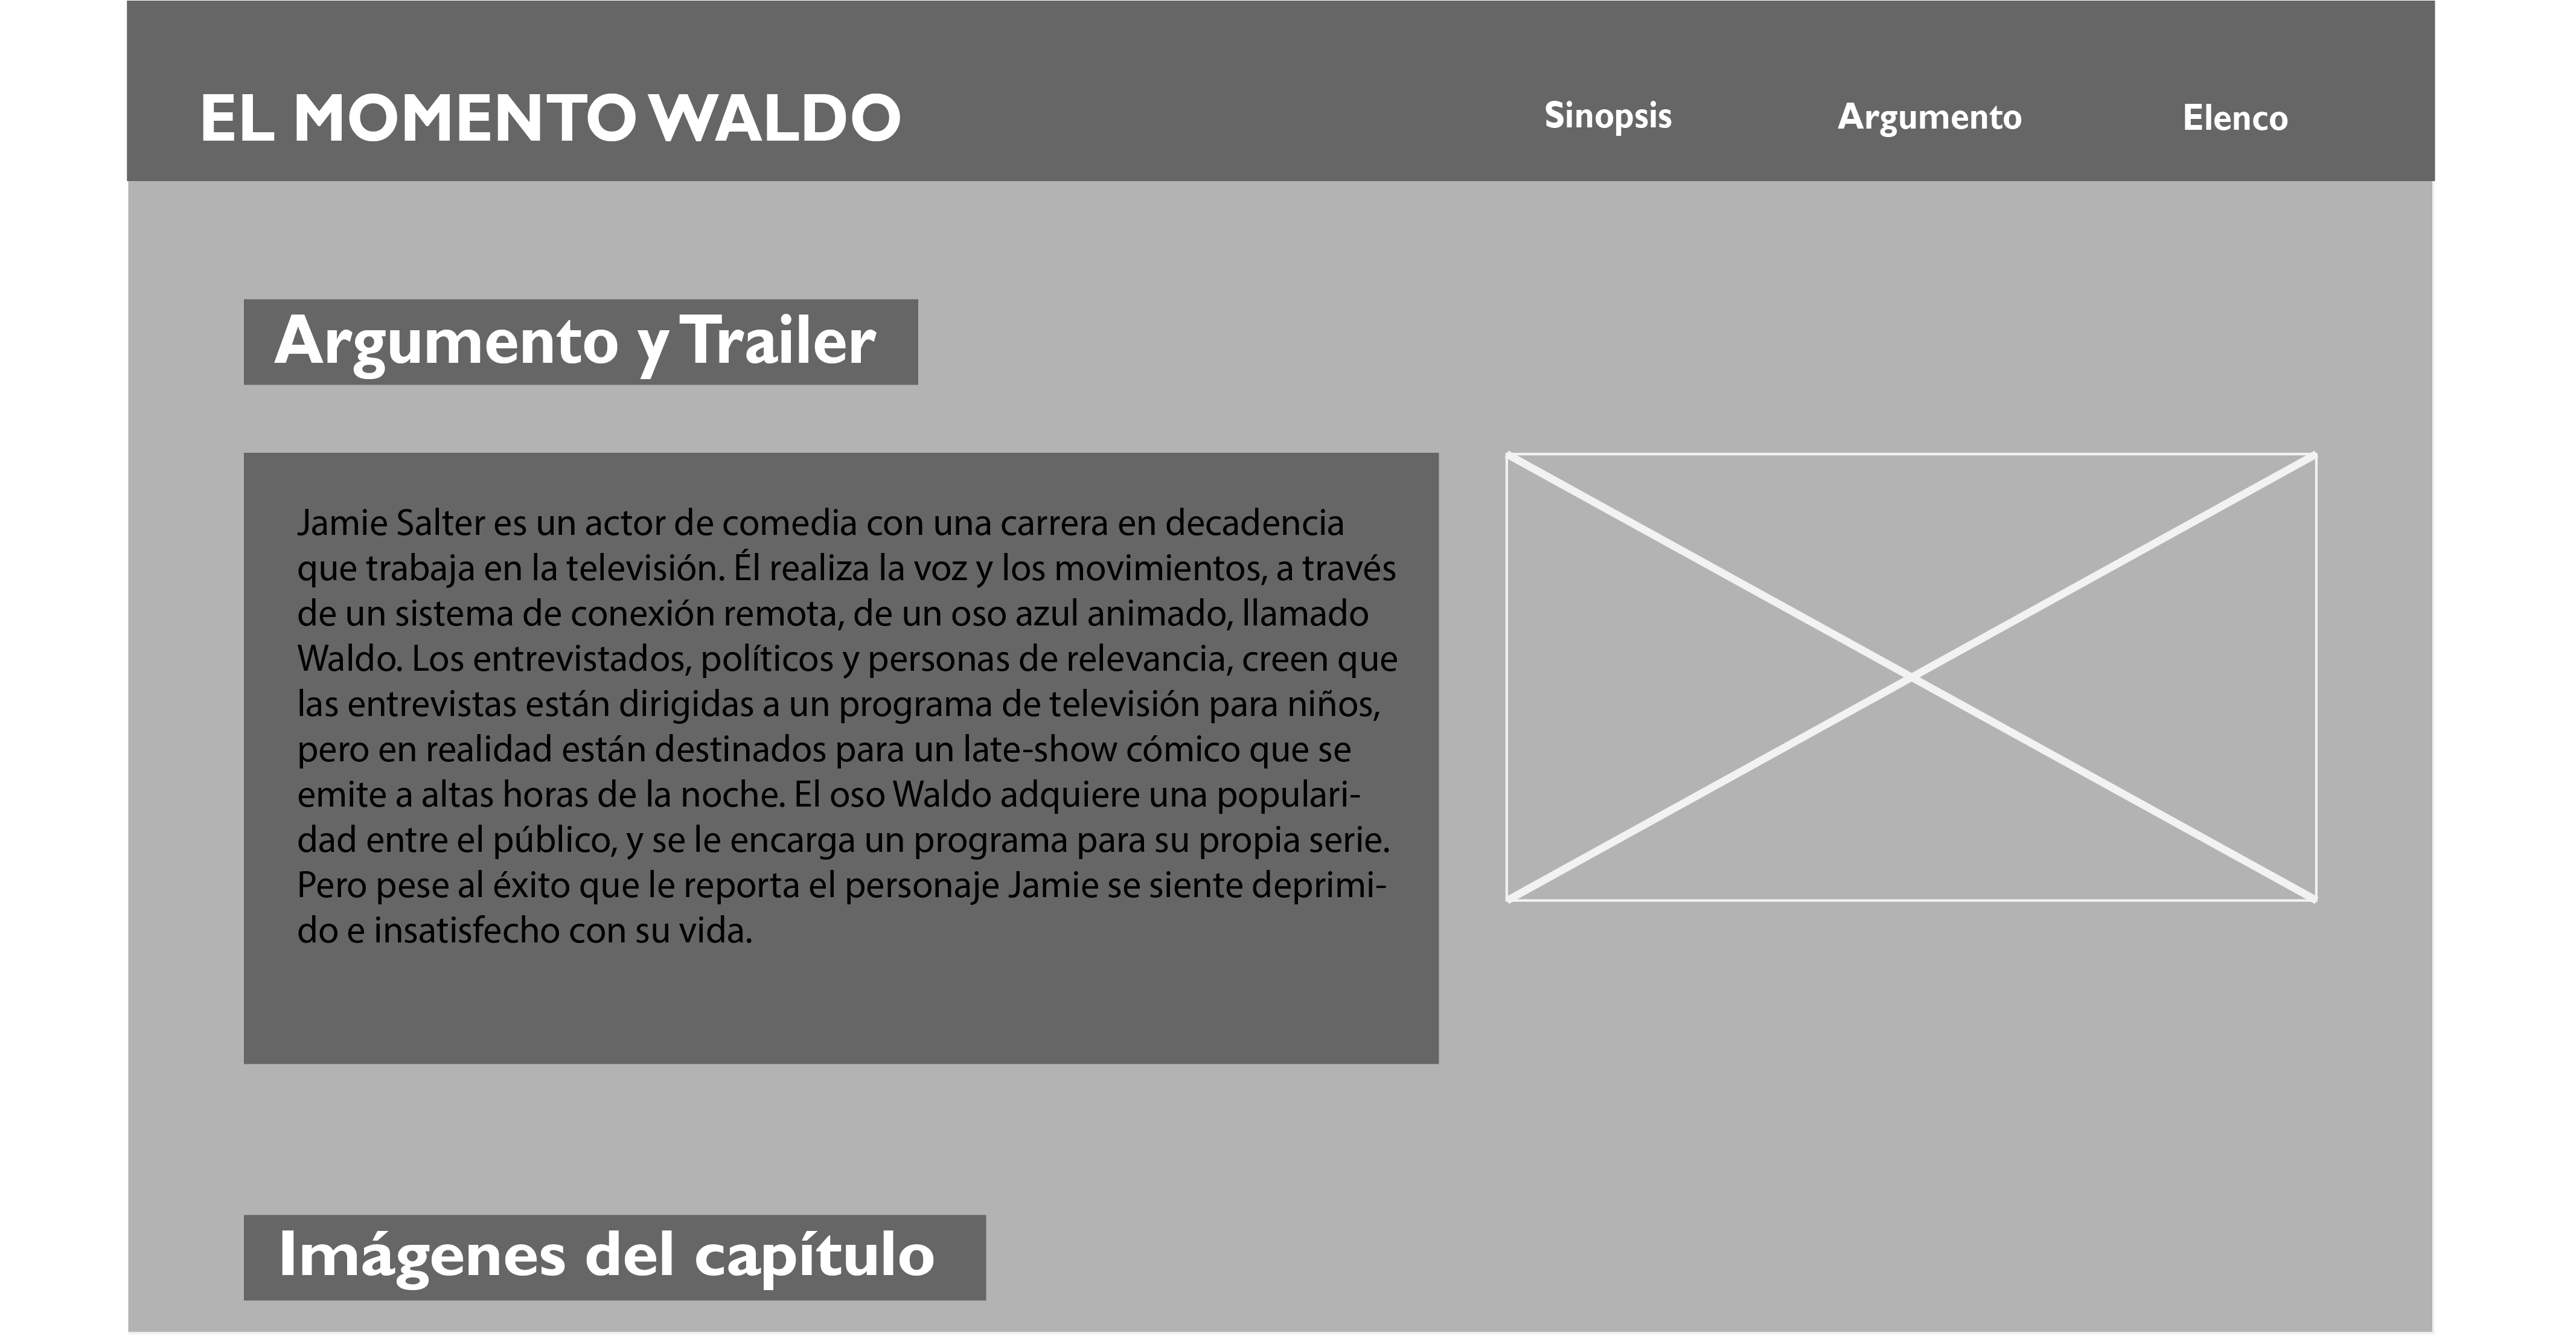 EL MOMENTO WALDO
Sinopsis
Argumento
Elenco
Argumento y Trailer
Jamie Salter es un actor de comedia con una carrera en decadencia
que trabaja en la televisión. Él realiza la voz y los movimientos, a través
de un sistema de conexión remota, de un oso azul animado, llamado
Waldo. Los entrevistados, políticos y personas de relevancia, creen que
las entrevistas están dirigidas a un programa de televisión para niños,
pero en realidad están destinados para un late-show cómico que se
emite a altas horas de la noche. El oso Waldo adquiere una populari-
dad entre el público, y se le encarga un programa para su propia serie.
Pero pese al éxito que le reporta el personaje Jamie se siente deprimi-
do e insatisfecho con su vida.
Imágenes del capítulo